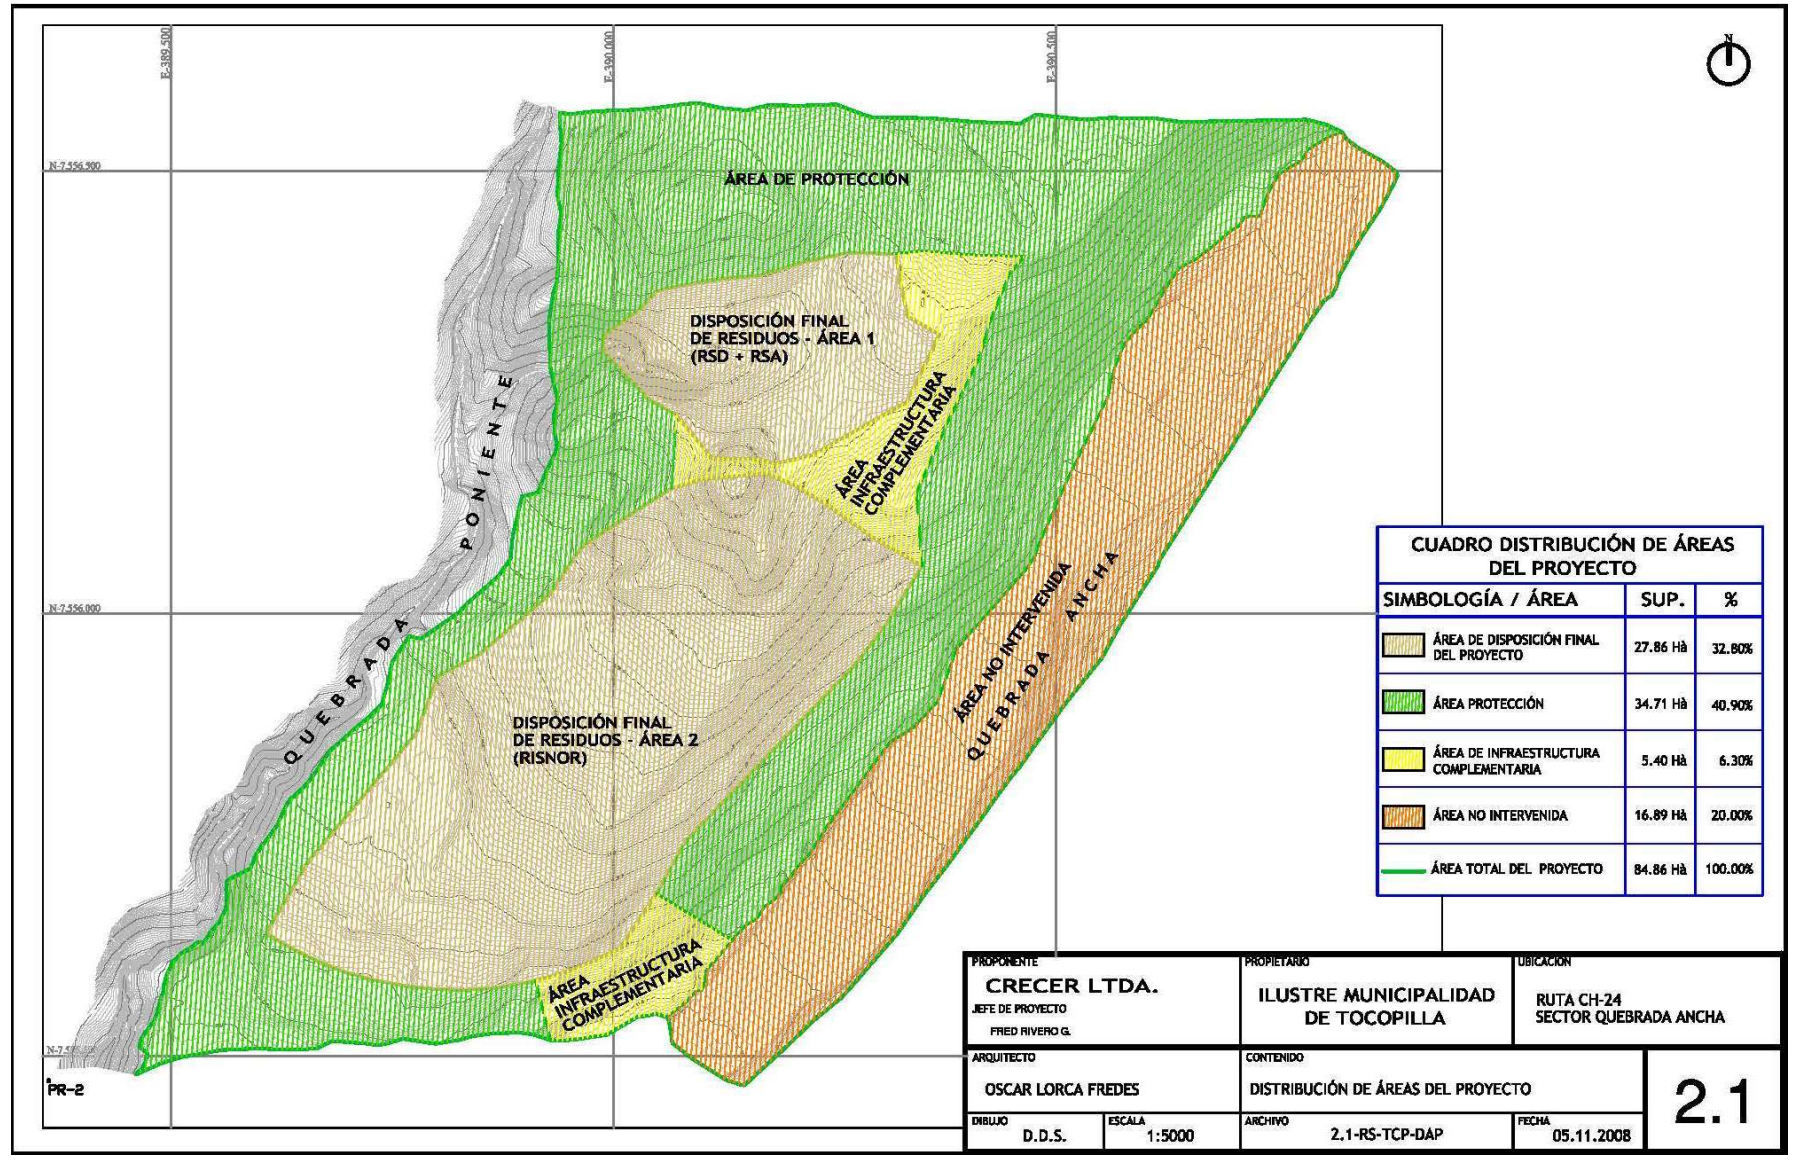 E-389.500
E-390.000
E-390.500
N
N-7.556.500
ÁREA DE PROTECCIÓN
DISPOSICIÓN FINAL
DE RESIDUOS - ÁREA 1
(RSD + RSA)
ÁREA
INFRAESTRUCTURA
COMPLEMENTARIA
QUEBRADA PONIENTE
N-7.556.000
ÁREA NO INTERVENIDA
QUEBRADA ANCHA
DISPOSICIÓN FINAL
DE RESIDUOS - ÁREA 2
(RISNOR)
ÁREA
INFRAESTRUCTURA
COMPLEMENTARIA
PR-2
CUADRO DISTRIBUCIÓN DE ÁREAS
DEL PROYECTO
SIMBOLOGÍA / ÁREA SUP. %
ÁREA DE DISPOSICIÓN FINAL
DEL PROYECTO 27.86 Hà 32.80%
ÁREA PROTECCIÓN 34.71 Hà 40.90%
ÁREA DE INFRAESTRUCTURA
COMPLEMENTARIA 5.40 Hà 6.30%
ÁREA NO INTERVENIDA 16.89 Hà 20.00%
ÁREA TOTAL DEL PROYECTO 84.86 Hà 100.00%
PROPONENTE
CRECER LTDA.
JEFE DE PROYECTO
FRED RIVERO G.
PROPIETARIO
ILUSTRE MUNICIPALIDAD
DE TOCOPILLA
UBICACIÓN
RUTA CH-24
SECTOR QUEBRADA ANCHA
ARQUITECTO
OSCAR LORCA FREDES
CONTENIDO
DISTRIBUCIÓN DE ÁREAS DEL PROYECTO
DIBUJO
D.D.S.
ESCALA
1:5000
ARCHIVO
2.1-RS-TCP-DAP
FECHA
05.11.2008
2.1